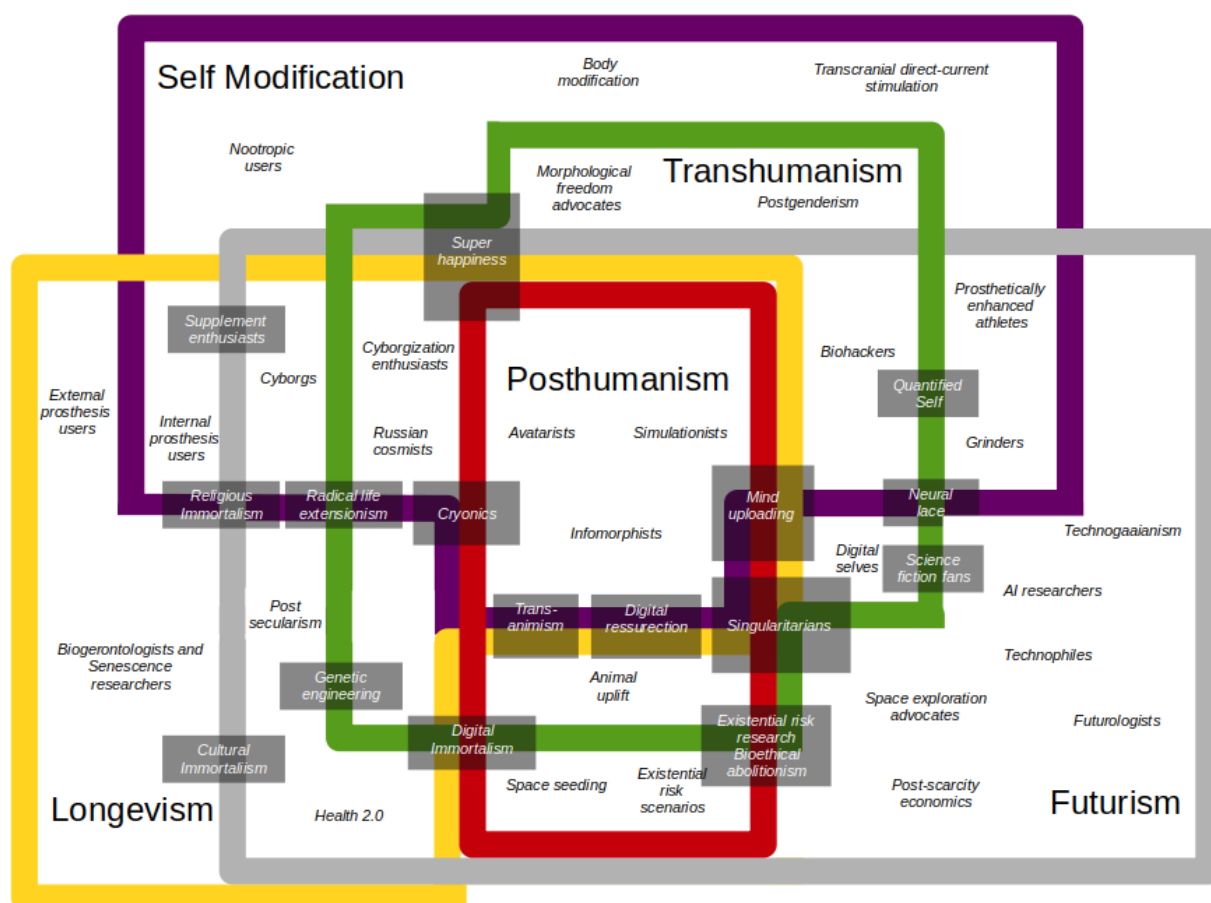 Self Modification
Body
modification
Transcranial direct-current
stimulation
Nootropic
users
Morphological
freedom
advocates
Transhumanism
Postgenderism
Super
happiness
Supplement
enthusiasts
Prosthetically
enhanced
athletes
Cyborgization
enthusiasts
Cyborgs
Biohackers
Posthumanism
Quantified
Self
External
prosthesis
users
Internal
prosthesis
users
Russian
cosmists
Avatarists
Simulationists
Grinders
Religious
Immortalism
Radical life
extensionism
Cryonics
Mind
uploading
Neural
lace
Infomorphists
Technogaaianism
Digital
selves
Science
fiction fans
AI researchers
Post
secularism
Trans-
animism
Digital
ressurection
Singularitarians
Biogerontologists and
Senescence
researchers
Technophiles
Genetic
engineering
Animal
uplift
Space exploration
advocates
Futurologists
Cultural
Immortaliism
Digital
Immortalism
Existential risk
research
Bioethical
abolitionism
Space seeding
Existential
risk
scenarios
Post-scarcity
economics
Longevism
Health 2.0
Futurism